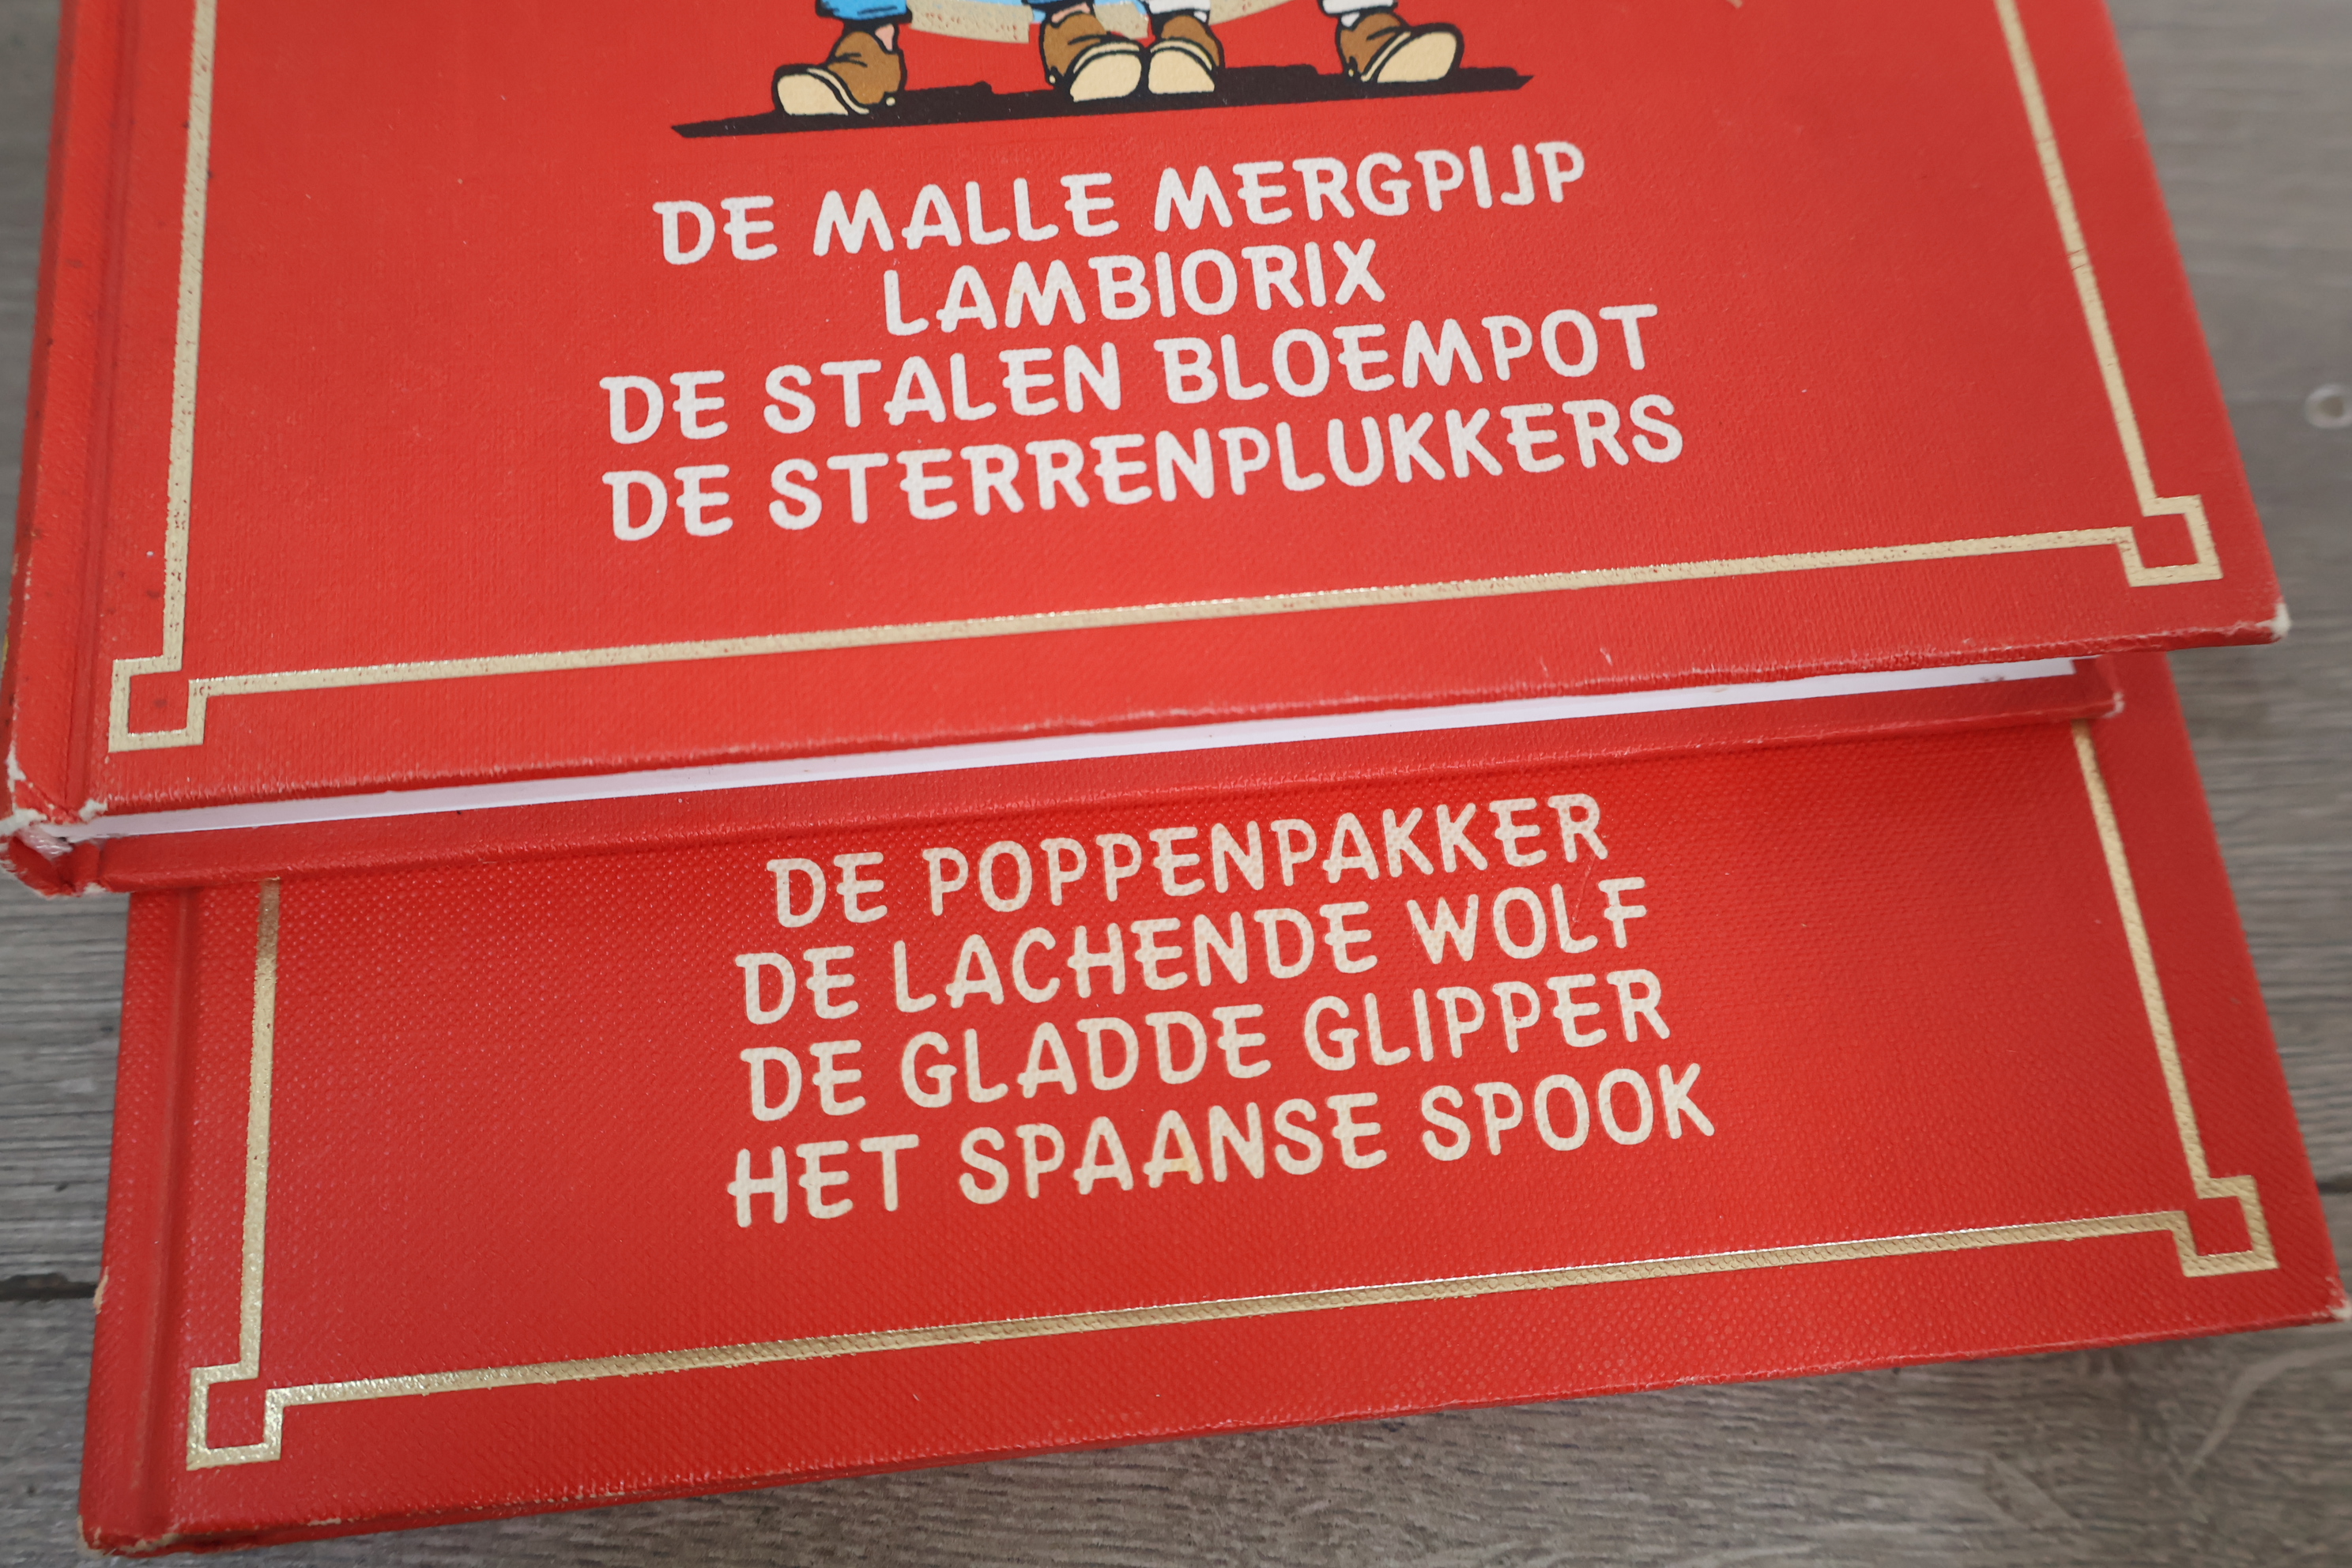 DE MALLE MERGPIJP
LAMBIORIX
DE STALEN BLOEMPOT
DE STERRENPLUKKERS
DE POPPENPAKKER
DE LACHENDE WOLF
DE GLADDE GLIPPER
HET SPAANSE SPOOK